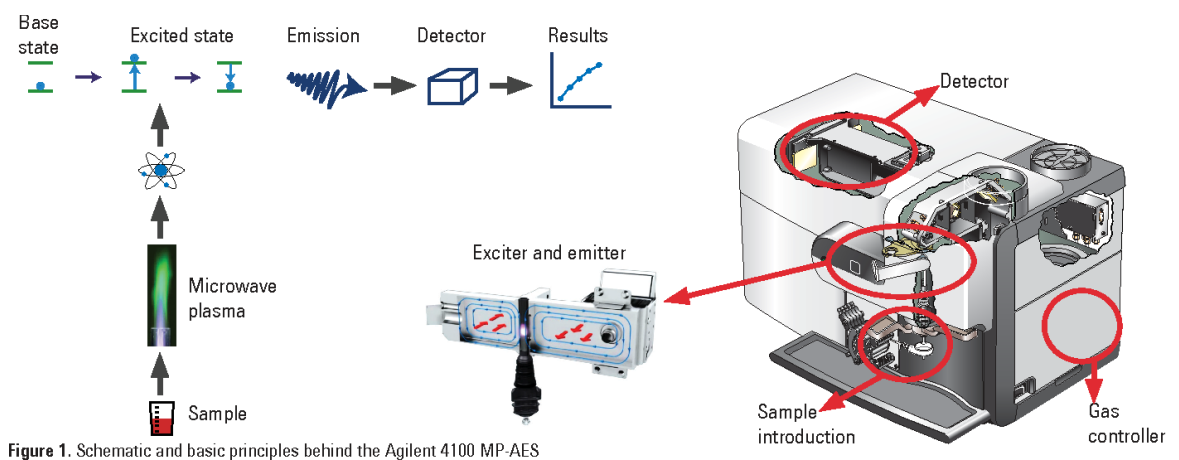 Base
state
Excited state
Emission
Detector
Results
Detector
Exciter and emitter
Microwave
plasma
Sample
Sample
introduction
Gas
controller
Figure 1. Schematic and basic principles behind the Agilent 4100 MP-AES